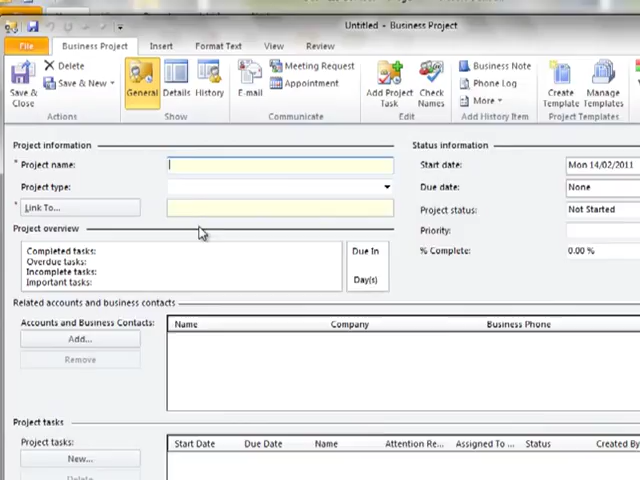 Untitled - Business Project
File Business Project Insert Format Text View Review
Save & Close
Delete
Save & New
Actions
General
Details
History
Show
E-mail
Meeting Request
Appointment
Communicate
Add Project Task
Check Names
Edit
Business Note
Phone Log
More
Add History Item
Create Template
Manage Templates
Project Templates
Project information
* Project name:
Project type:
* Link To...
Status information
Start date: Mon 14/02/2011
Due date: None
Project status: Not Started
Priority:
% Complete: 0.00 %
Project overview
Completed tasks:
Overdue tasks:
Incomplete tasks:
Important tasks:
Due In
Day(s)
Related accounts and business contacts
Accounts and Business Contacts:
Add...
Remove
Name Company Business Phone
Project tasks
Project tasks:
New...
Delete
Start Date Due Date Name Attention Re... Assigned To ... Status Created By